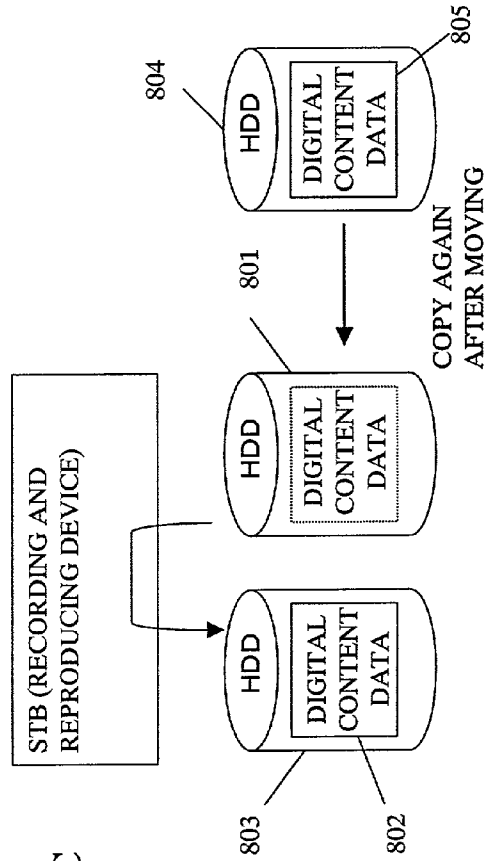 STB (RECORDING AND
REPRODUCING DEVICE)
803
HDD
DIGITAL
CONTENT
DATA
802
HDD
DIGITAL
CONTENT
DATA
801
COPY AGAIN
AFTER MOVING
804
HDD
DIGITAL
CONTENT
DATA
805